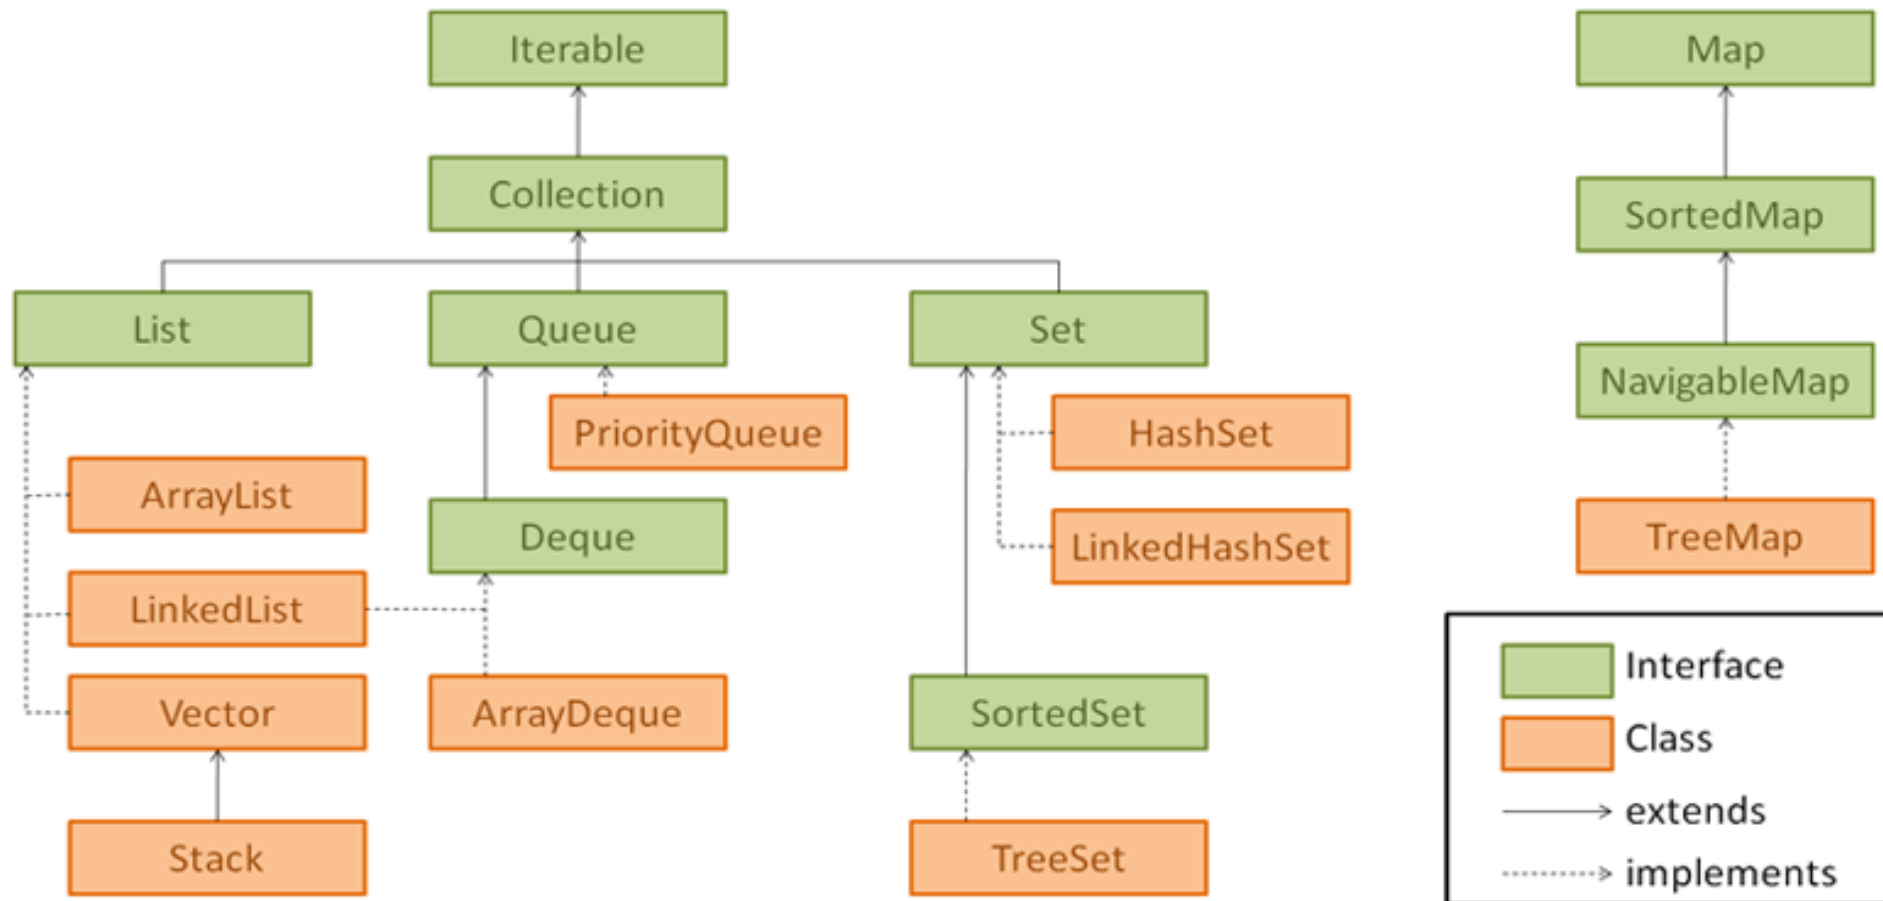 Iterable
Map
Collection
SortedMap
List
Queue
Set
NavigableMap
PriorityQueue
HashSet
ArrayList
Deque
LinkedHashSet
TreeMap
LinkedList
Vector
ArrayDeque
SortedSet
Stack
TreeSet
Interface
Class
extends
implements